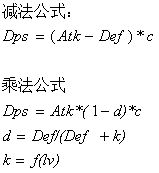 减法公式：
Dps = ( Atk − Def ) * c
乘法公式
Dps = Atk*( 1− d)*c
d = Def/(Def + k)
k = f(lv)